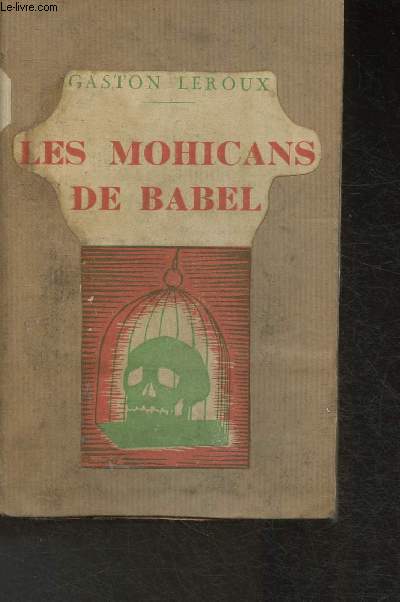 Le-livre.com
GASTON LEROUX
LES MOHICANS
DE BABEL